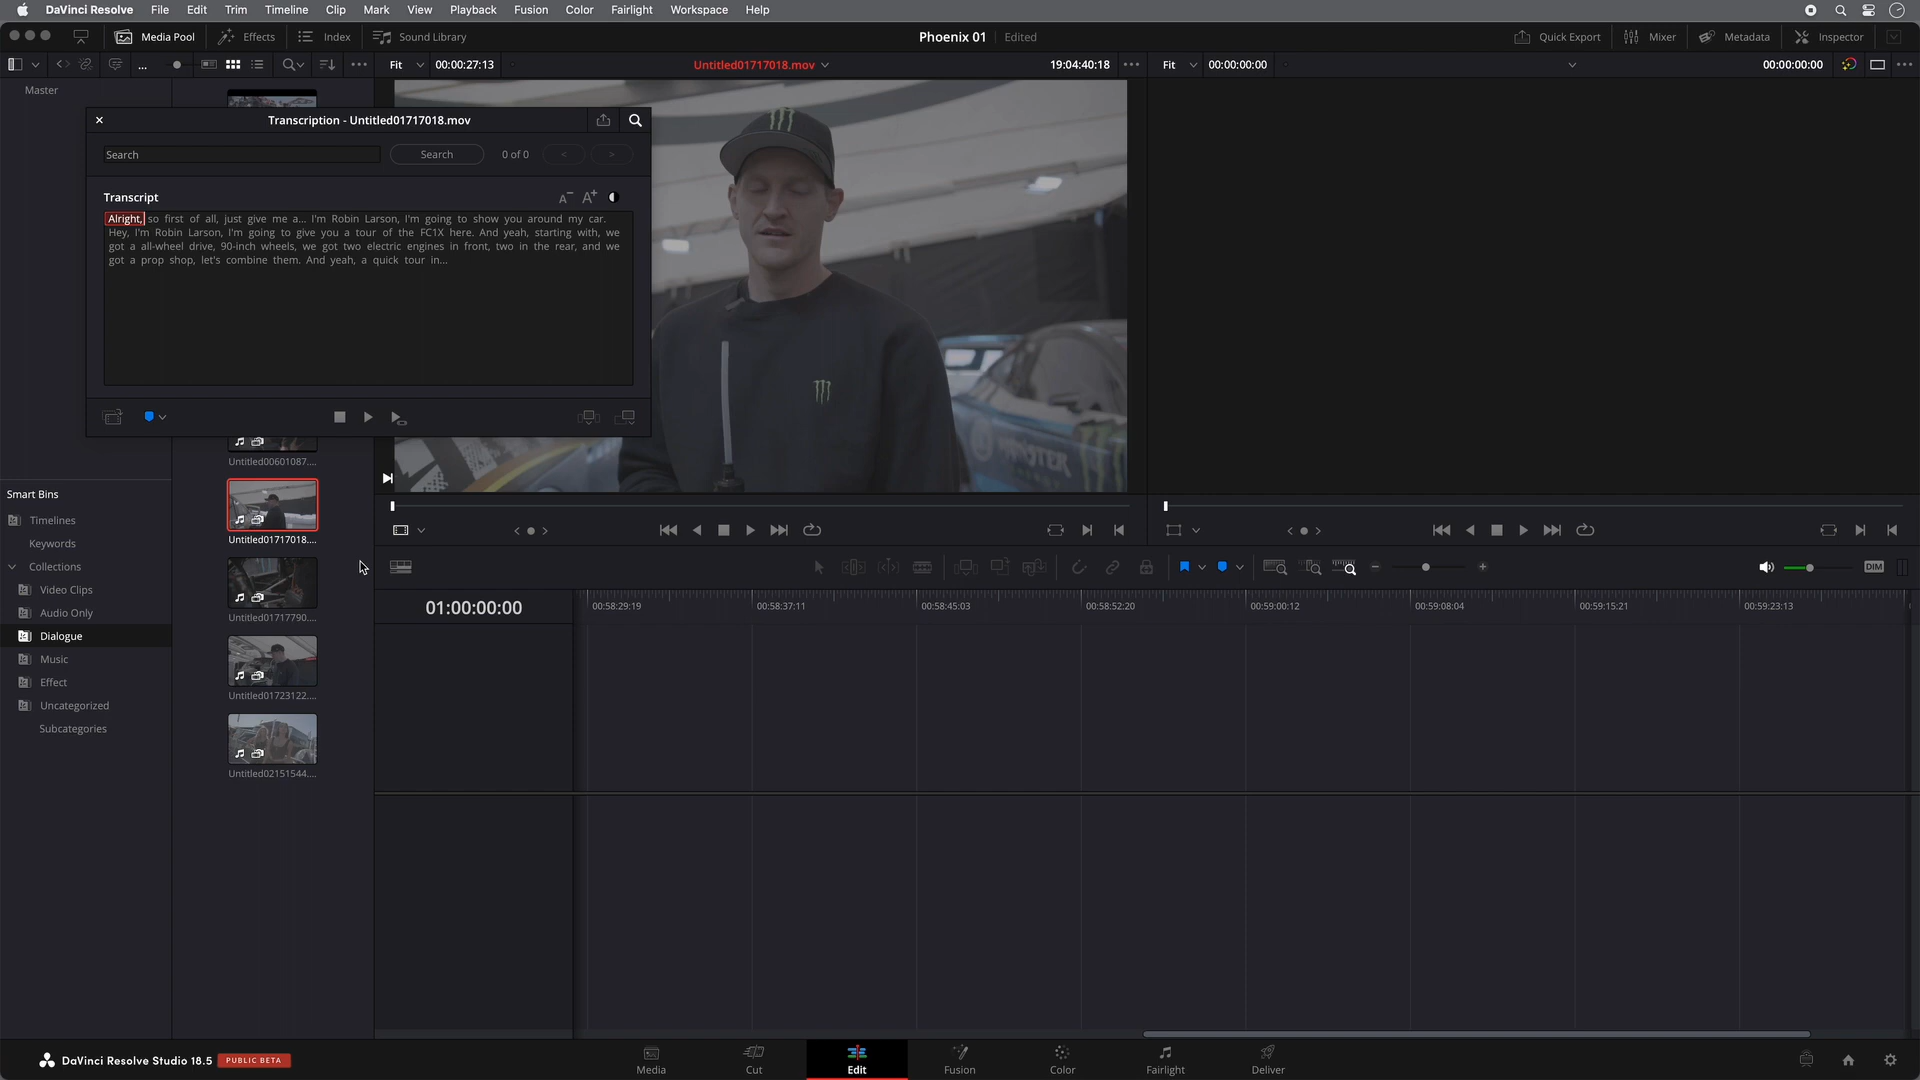 DaVinci Resolve File Edit Trim Timeline Clip Mark View Playback Fusion Color Fairlight Workspace Help
Media Pool Effects Index Sound Library Phoenix 01 Edited Quick Export Mixer Metadata Inspector
... Fit 00:00:27:13 Untitled01717018.mov 19:04:40:18 Fit 00:00:00:00 00:00:00:00
Master
Transcription - Untitled01717018.mov
Search Search 0 of 0 < >
Transcript A- A+
Alright, so first of all, just give me a... I'm Robin Larson, I'm going to show you around my car.
Hey, I'm Robin Larson, I'm going to give you a tour of the FC1X here. And yeah, starting with, we
got a all-wheel drive, 90-inch wheels, we got two electric engines in front, two in the rear, and we
got a prop shop, let's combine them. And yeah, a quick tour in...
Untitled00601087....
Untitled01717018....
Untitled01717790....
Untitled01723122....
Untitled02151544....
Smart Bins
Timelines
Keywords
Collections
Video Clips
Audio Only
Dialogue
Music
Effect
Uncategorized
Subcategories
MONSTER
DIM
01:00:00:00 00:58:29:19 00:58:37:11 00:58:45:03 00:58:52:20 00:59:00:12 00:59:08:04 00:59:15:21 00:59:23:13
DaVinci Resolve Studio 18.5 PUBLIC BETA
Media Cut Edit Fusion Color Fairlight Deliver